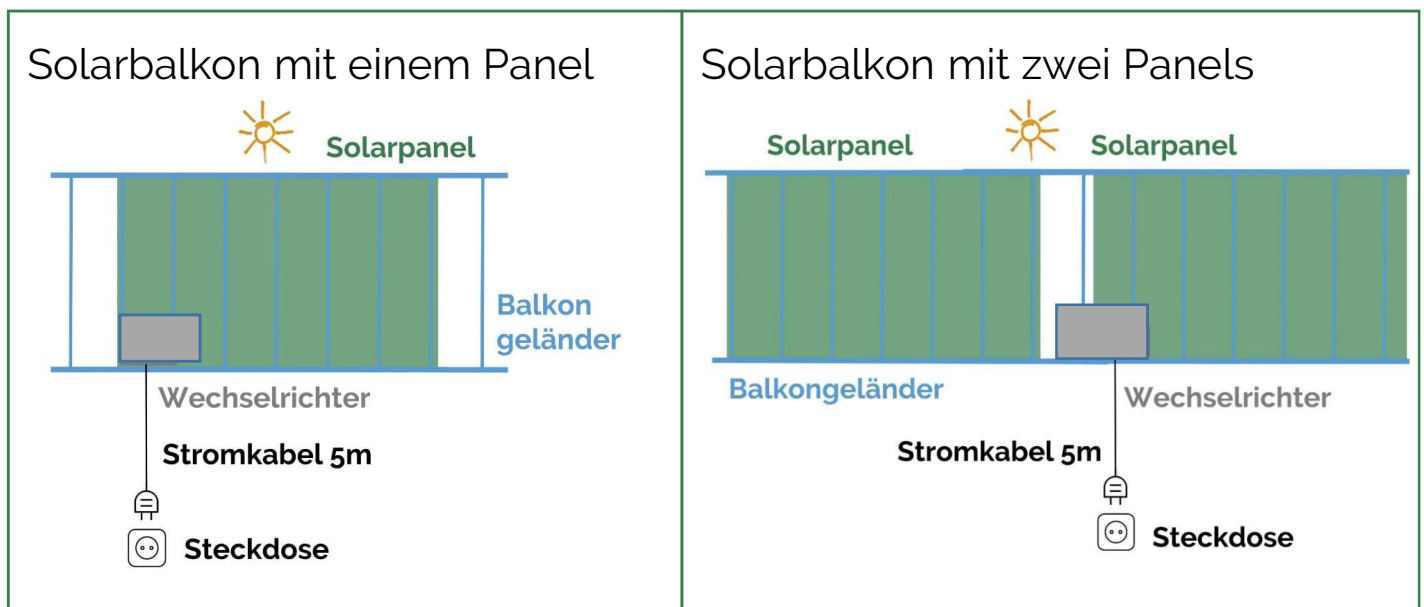 Solarbalkon mit einem Panel
Solarpanel
Balkon
geländer
Wechselrichter
Stromkabel 5m
Steckdose
Solarbalkon mit zwei Panels
Solarpanel
Solarpanel
Balkongeländer
Wechselrichter
Stromkabel 5m
Steckdose